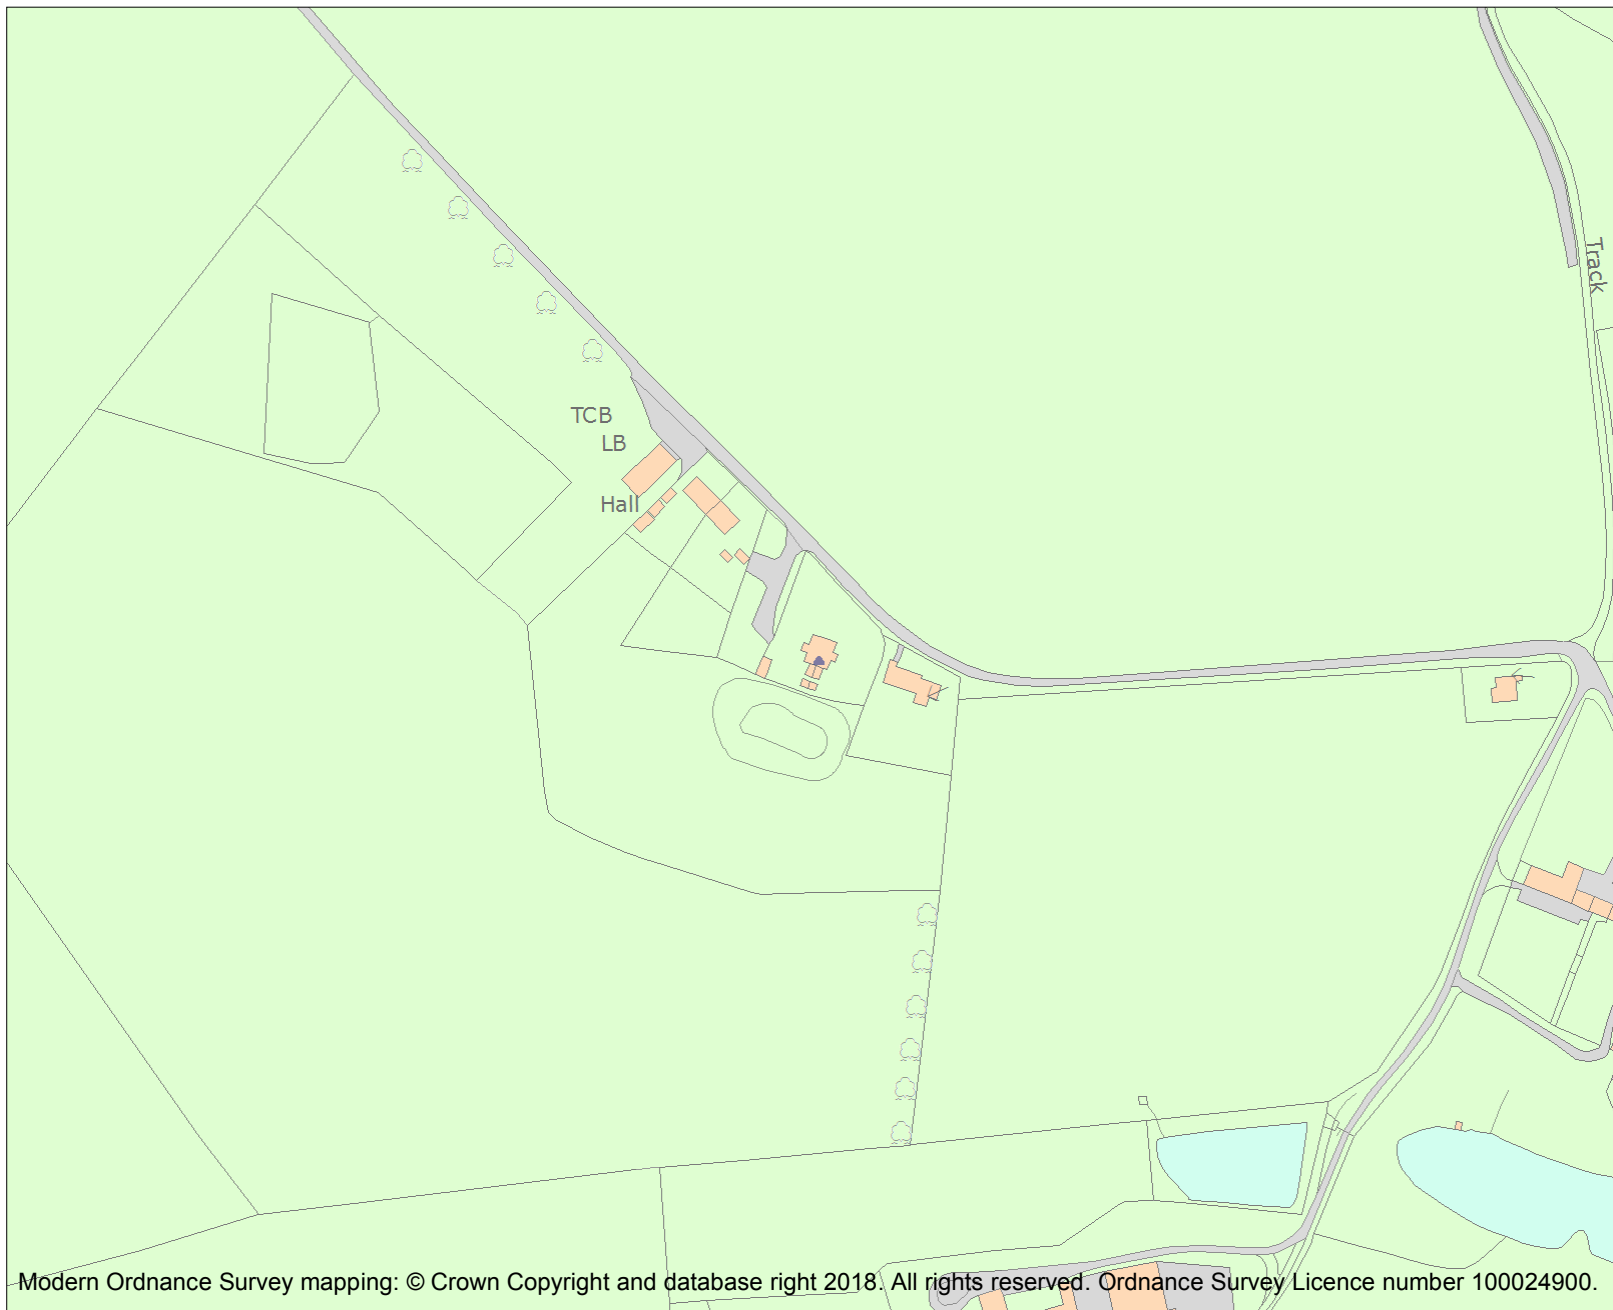 Track
TCB
LB
Hall
Modern Ordnance Survey mapping: © Crown Copyright and database right 2018. All rights reserved. Ordnance Survey Licence number 100024900.